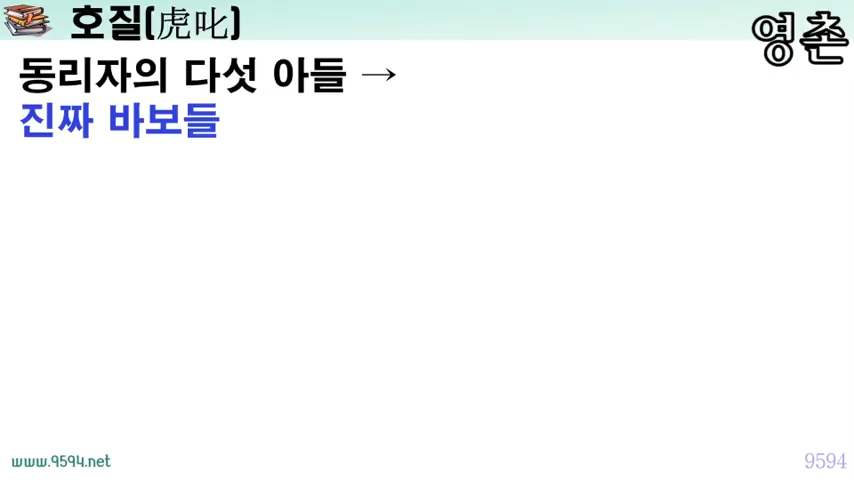 호질(虎叱)
영촌
동리자의 다섯 아들 →
진짜 바보들
www.9594.net
9594